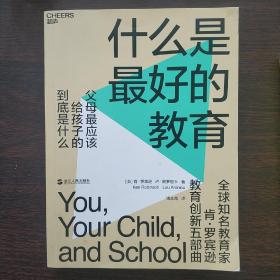 CHEERS
湛庐
什么是
最好的
教育
父母最应该
给孩子的
到底是什么
浙江人民出版社
[英] 肯·罗宾逊 卢·阿罗尼卡 著
Ken Robinson Lou Aronica
You,
Your Child,
and School
全球知名教育家
肯·罗宾逊
教育创新五部曲